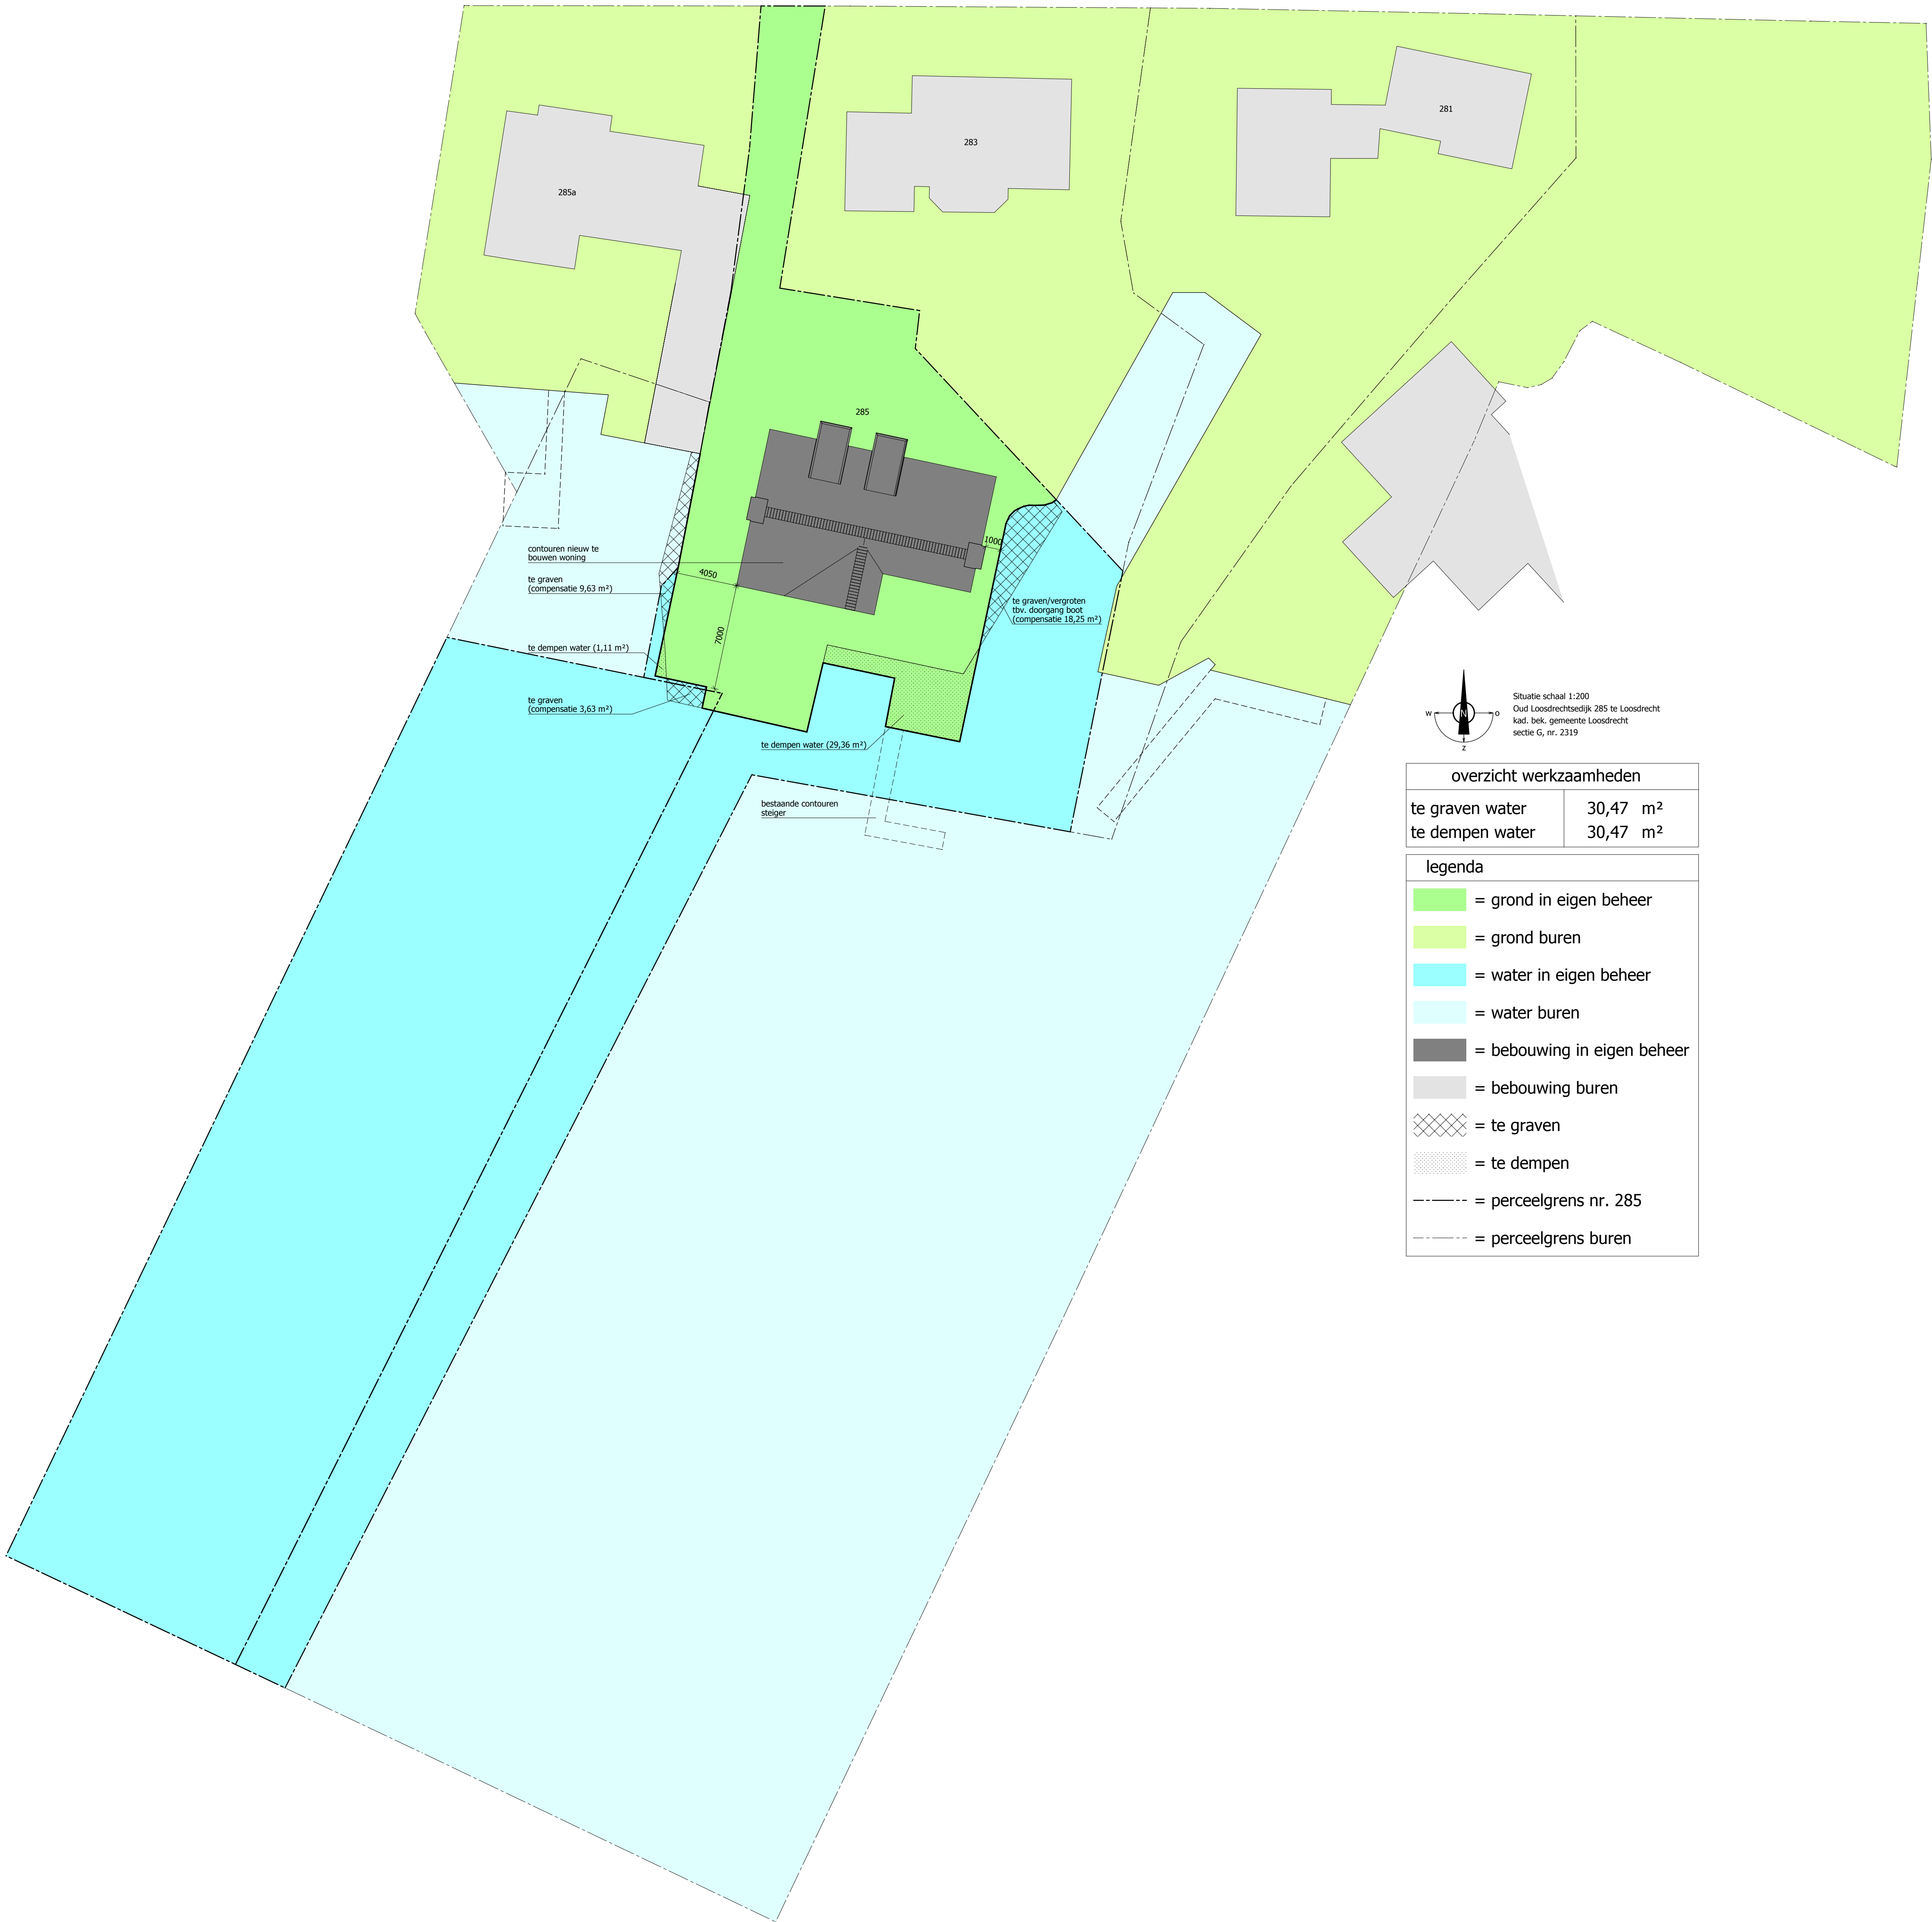 281
283
285a
285
1000
contouren nieuw te
bouwen woning
4050
te graven
(compensatie 9,63 m²)
te graven/vergroten
tbv. doorgang boot
(compensatie 18,25 m²)
7000
te dempen water (1,11 m²)
te graven
(compensatie 3,63 m²)
te dempen water (29,36 m²)
bestaande contouren
steiger
N
w
o
z
Situatie schaal 1:200
Oud Loosdrechtsedijk 285 te Loosdrecht
kad. bek. gemeente Loosdrecht
sectie G, nr. 2319
overzicht werkzaamheden
te graven water 30,47 m²
te dempen water 30,47 m²
legenda
= grond in eigen beheer
= grond buren
= water in eigen beheer
= water buren
= bebouwing in eigen beheer
= bebouwing buren
= te graven
= te dempen
= perceelgrens nr. 285
= perceelgrens buren